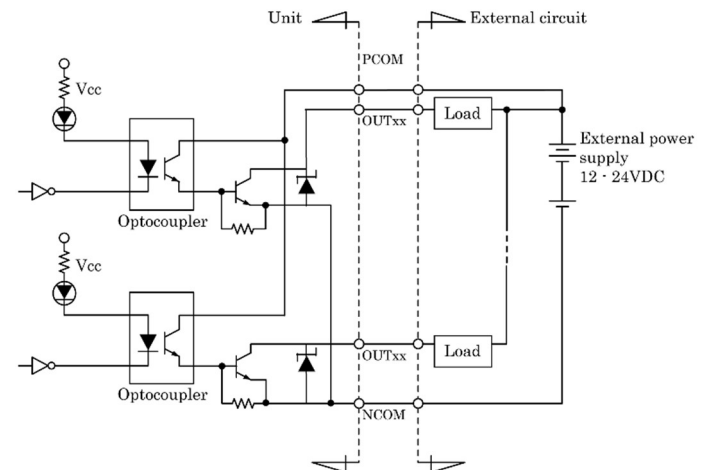 Unit
External circuit
PCOM
Vcc
OUTxx
Load
External power
supply
12 - 24VDC
Optocoupler
Vcc
OUTxx
Load
Optocoupler
NCOM